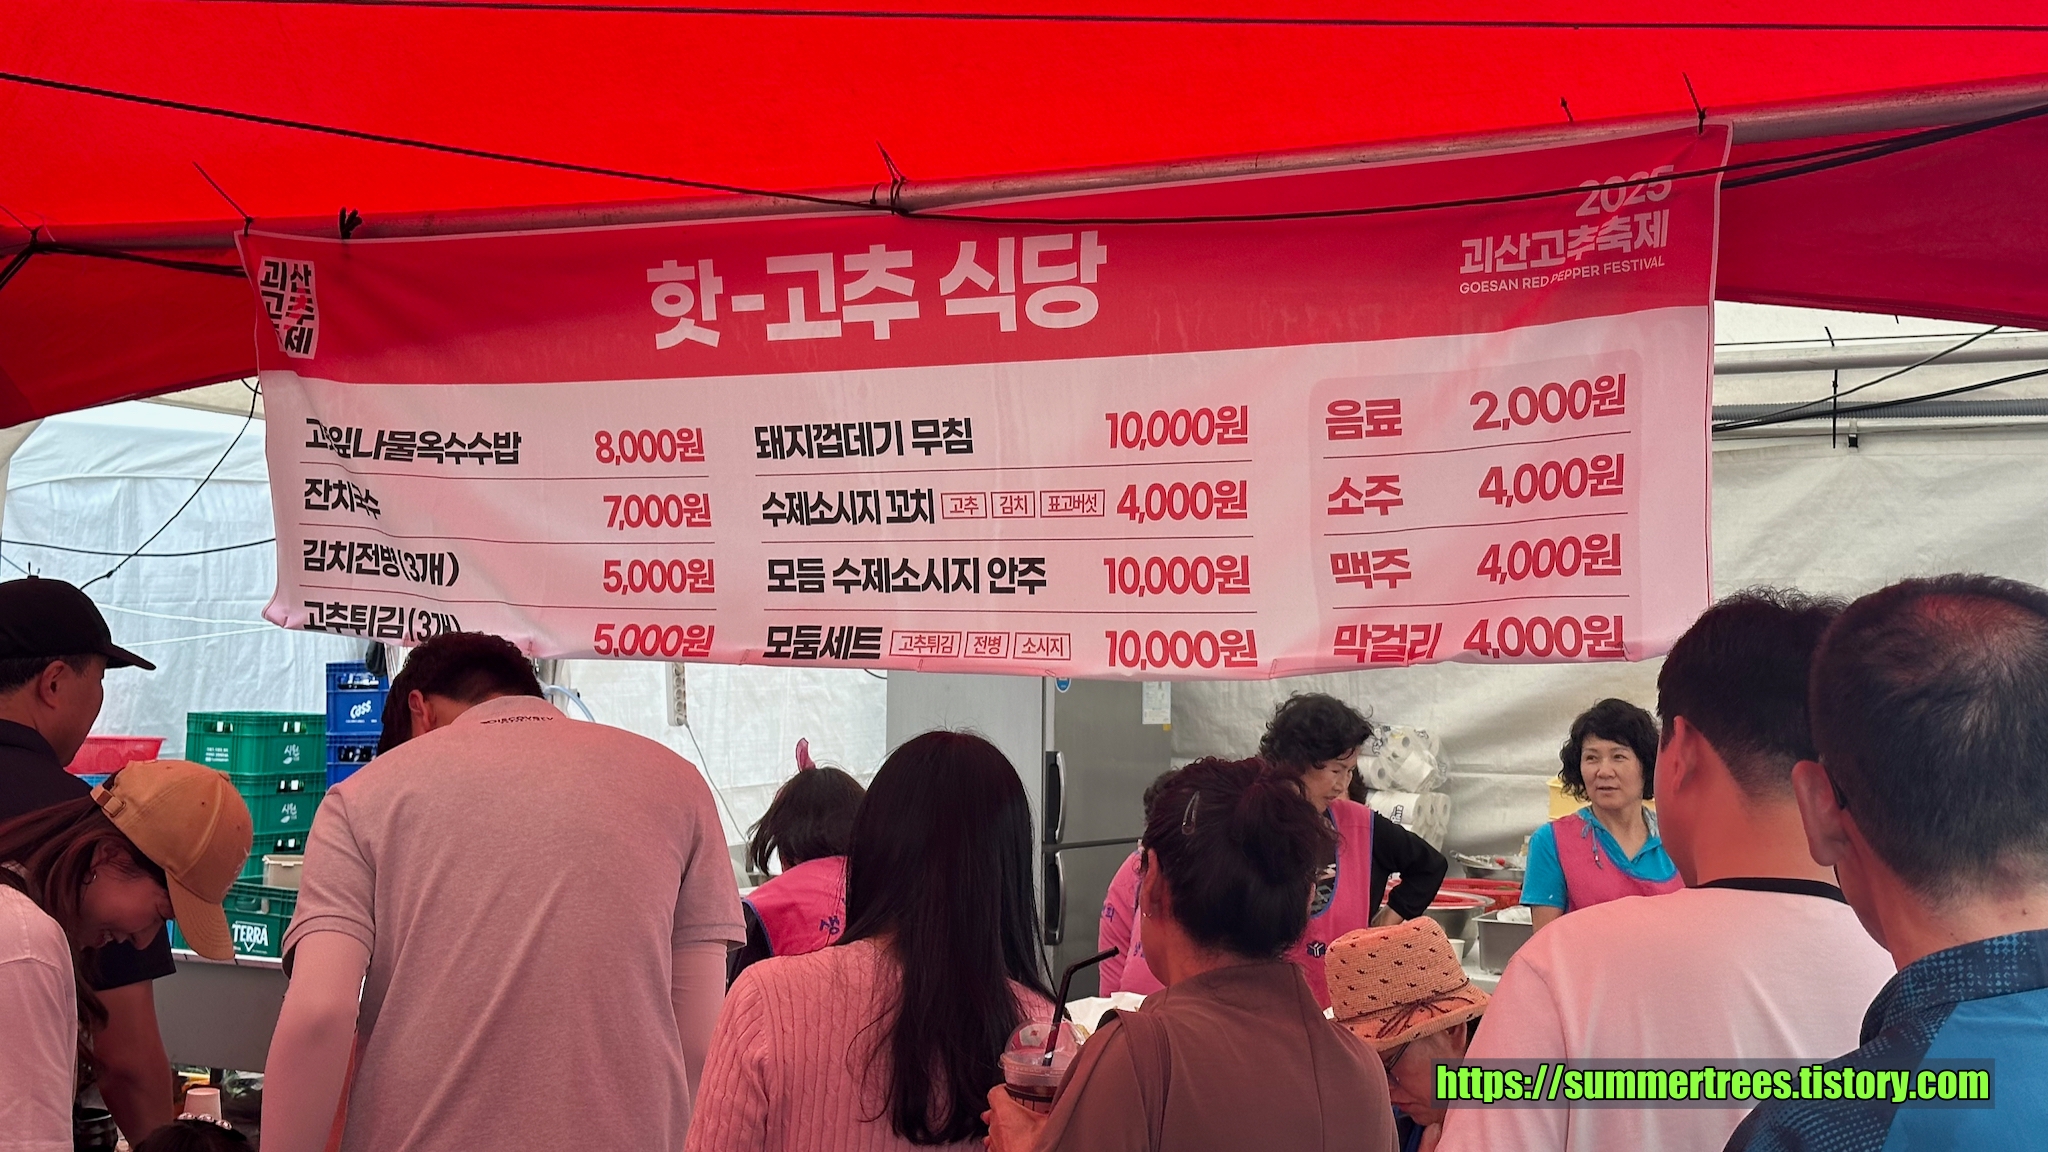 괴산
고추
축제
핫-고추 식당
2025
괴산고추축제
GOESAN RED PEPPER FESTIVAL
고추잎나물옥수수밥 8,000원
잔치국수 7,000원
김치전병(3개) 5,000원
고추튀김(3개) 5,000원
돼지껍데기 무침 10,000원
수제소시지 꼬치 고추 김치 표고버섯 4,000원
모듬 수제소시지 안주 10,000원
모둠세트 고추튀김 전병 소시지 10,000원
음료 2,000원
소주 4,000원
맥주 4,000원
막걸리 4,000원
Cass
시원
시원
TERRA
생
https://summertrees.tistory.com